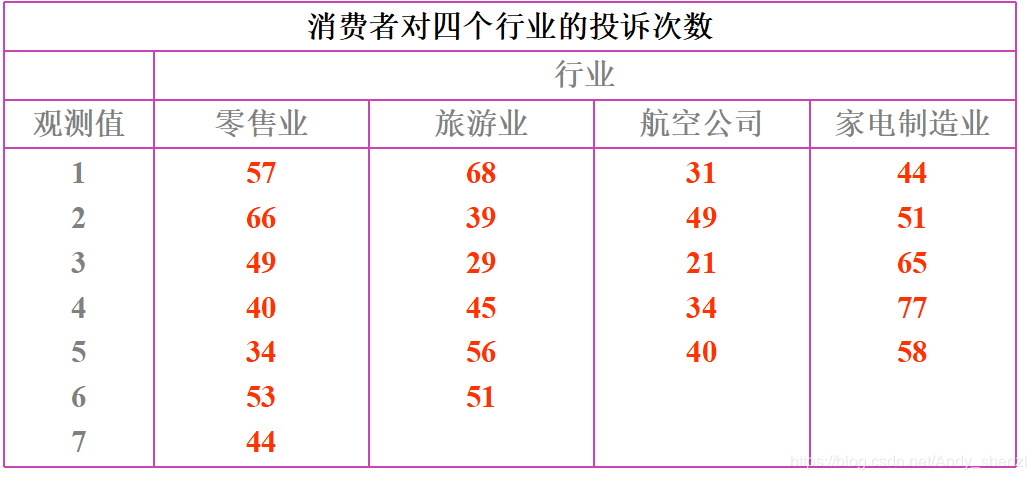 消费者对四个行业的投诉次数
行业
观测值 零售业 旅游业 航空公司 家电制造业
1 57 68 31 44
2 66 39 49 51
3 49 29 21 65
4 40 45 34 77
5 34 56 40 58
6 53 51
7 44
https://blog.csdn.net/Andy_shenzl